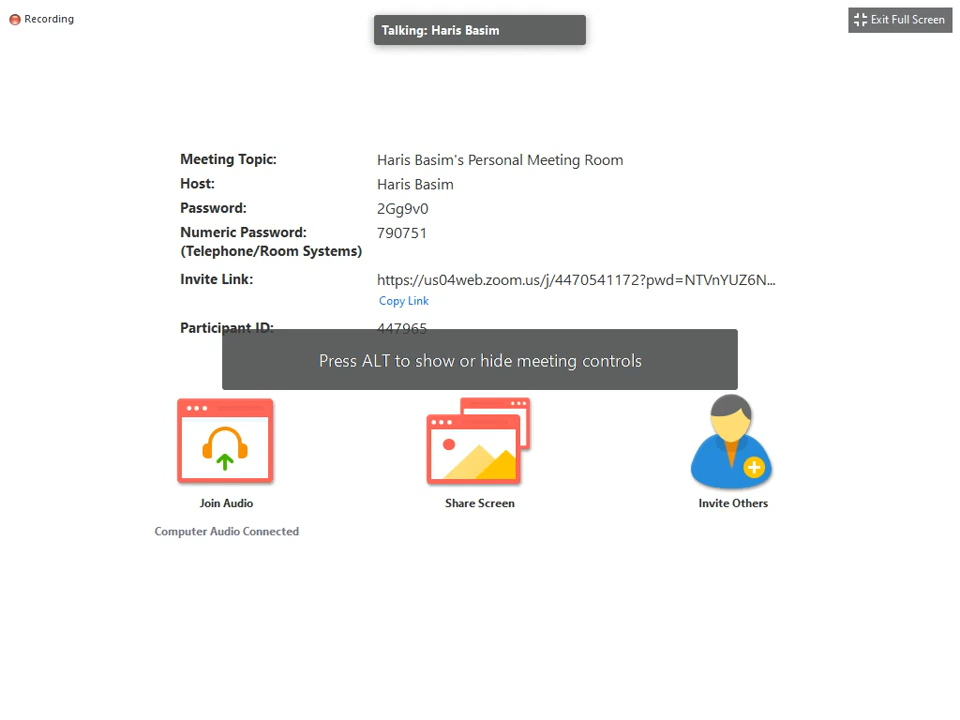 Recording
Talking: Haris Basim
Exit Full Screen
Meeting Topic: Haris Basim's Personal Meeting Room
Host: Haris Basim
Password: 2Gg9v0
Numeric Password: 790751
(Telephone/Room Systems)
Invite Link: https://us04web.zoom.us/j/4470541172?pwd=NTVnYUZ6N...
Copy Link
Participant ID: 447965
Press ALT to show or hide meeting controls
Join Audio
Share Screen
Invite Others
Computer Audio Connected